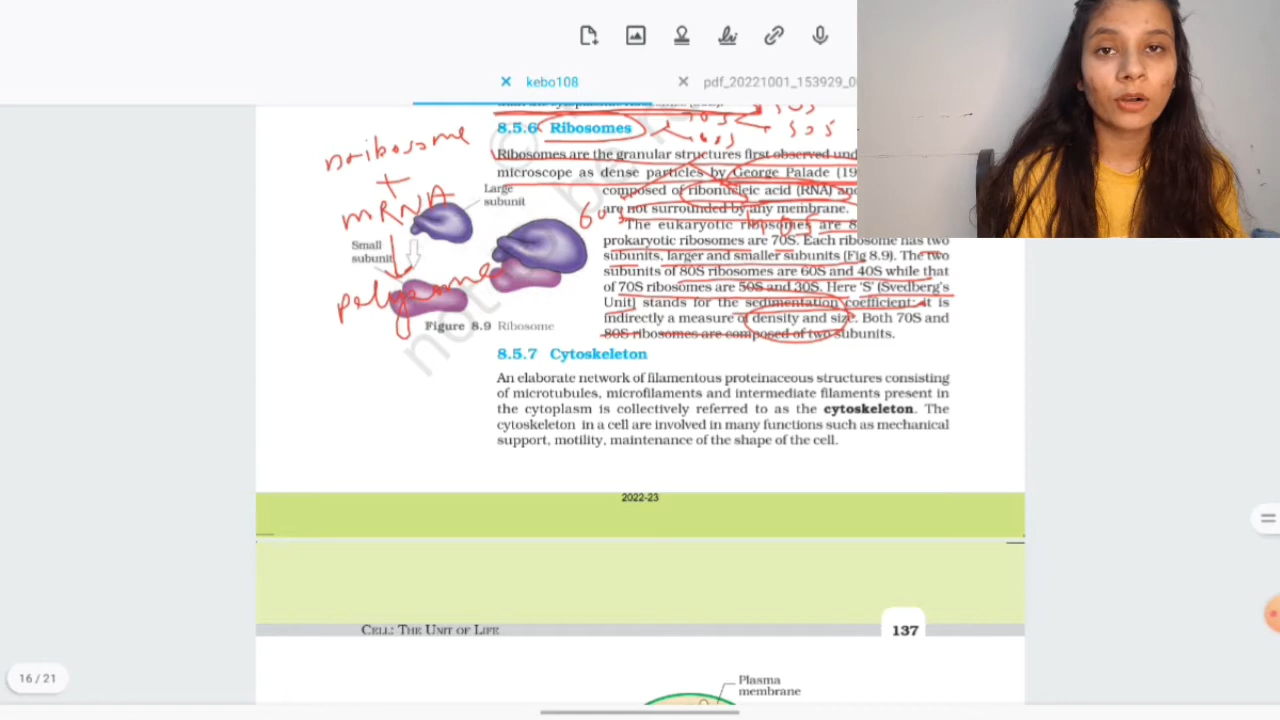 kebo108
pdf_20221001_153929_0
8.5.6 Ribosomes
Ribosomes are the granular structures first observed und
microscope as dense particles by George Palade (19
composed of ribonucleic acid (RNA) and
are not surrounded by any membrane.
The eukaryotic ribosomes are 8
prokaryotic ribosomes are 70S. Each ribosome has two
subunits, larger and smaller subunits (Fig 8.9). The two
subunits of 80S ribosomes are 60S and 40S while that
of 70S ribosomes are 50S and 30S. Here 'S' (Svedberg's
Unit) stands for the sedimentation coefficient; it is
indirectly a measure of density and size. Both 70S and
80S ribosomes are composed of two subunits.
ribosome
+
mRNA
Large
subunit
60s
Small
subunit
Figure 8.9 Ribosome
50s
8.5.7 Cytoskeleton
An elaborate network of filamentous proteinaceous structures consisting
of microtubules, microfilaments and intermediate filaments present in
the cytoplasm is collectively referred to as the cytoskeleton. The
cytoskeleton in a cell are involved in many functions such as mechanical
support, motility, maintenance of the shape of the cell.
2022-23
CELL: THE UNIT OF LIFE
137
16 / 21
Plasma
membrane